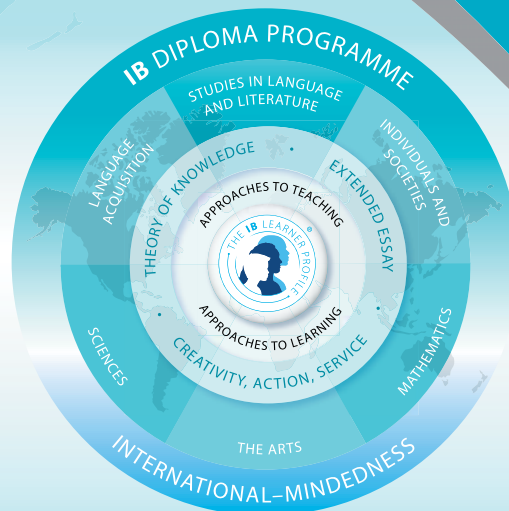 IB DIPLOMA PROGRAMME
STUDIES IN LANGUAGE
AND LITERATURE
LANGUAGE
ACQUISITION
INDIVIDUALS AND
SOCIETIES
THEORY OF KNOWLEDGE
EXTENDED ESSAY
APPROACHES TO TEACHING
THE IB LEARNER PROFILE
®
APPROACHES TO LEARNING
CREATIVITY, ACTION, SERVICE
SCIENCES
MATHEMATICS
THE ARTS
INTERNATIONAL–MINDEDNESS